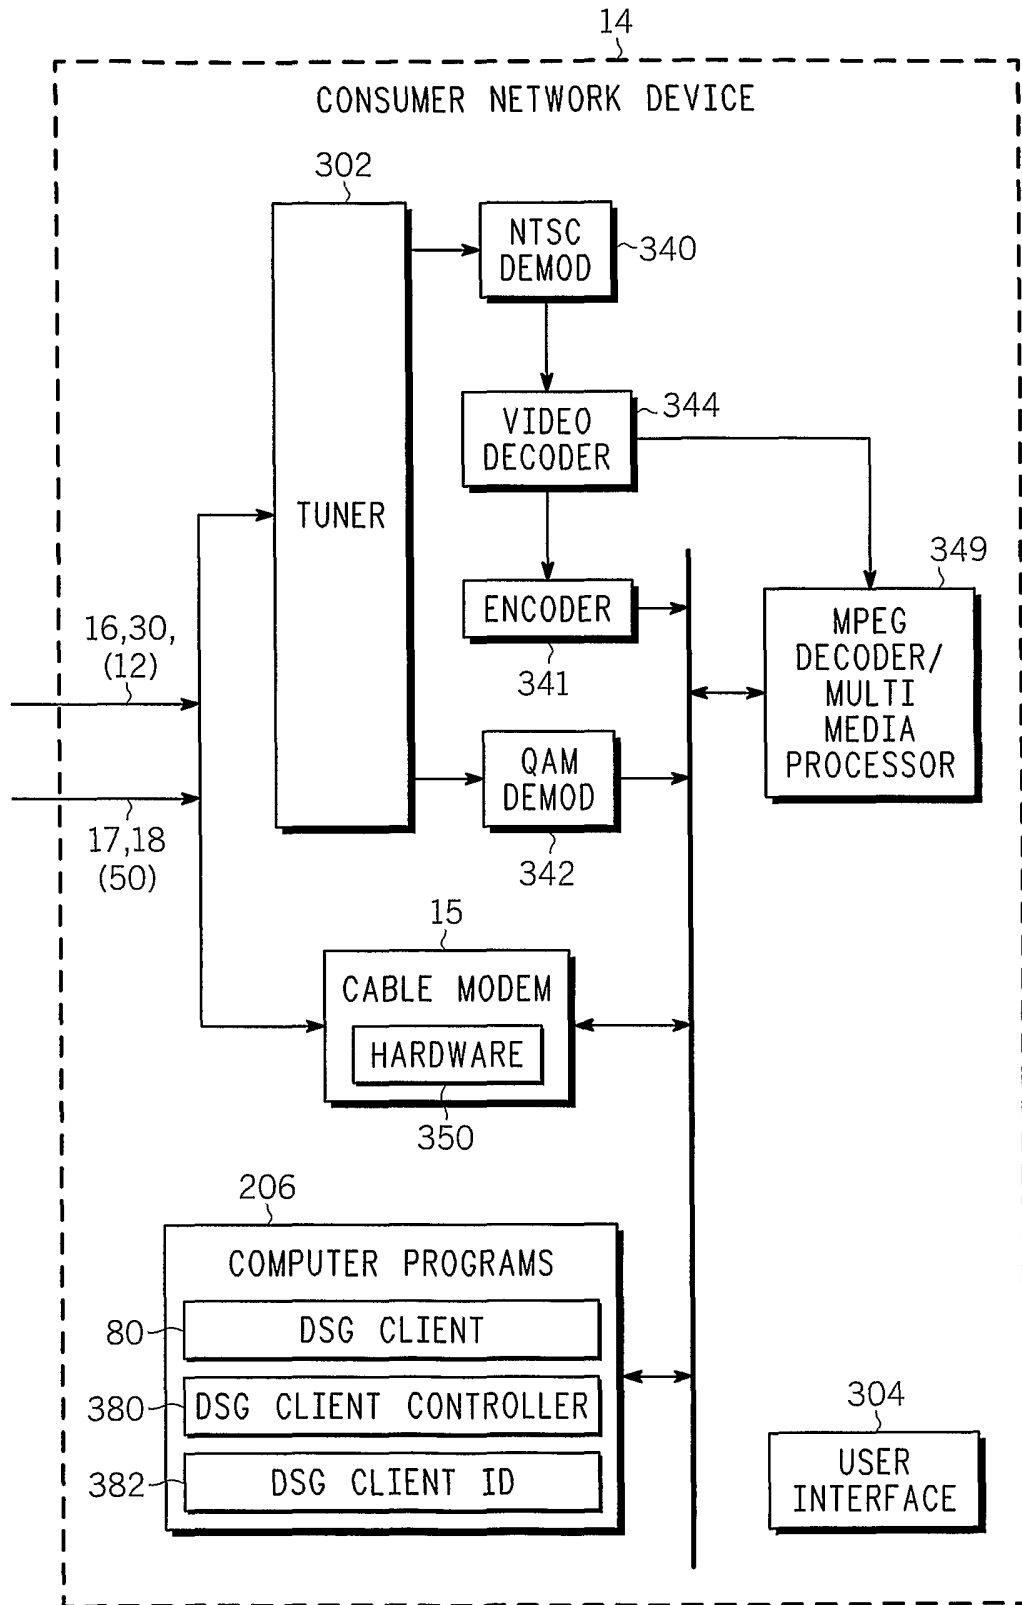 14
CONSUMER NETWORK DEVICE
302
NTSC
DEMOD
340
VIDEO
DECODER
344
TUNER
349
ENCODER
341
MPEG
DECODER/
MULTI
MEDIA
PROCESSOR
16,30,
(12)
QAM
DEMOD
342
17,18
(50)
15
CABLE MODEM
HARDWARE
350
206
COMPUTER PROGRAMS
80
DSG CLIENT
380
DSG CLIENT CONTROLLER
382
DSG CLIENT ID
304
USER
INTERFACE